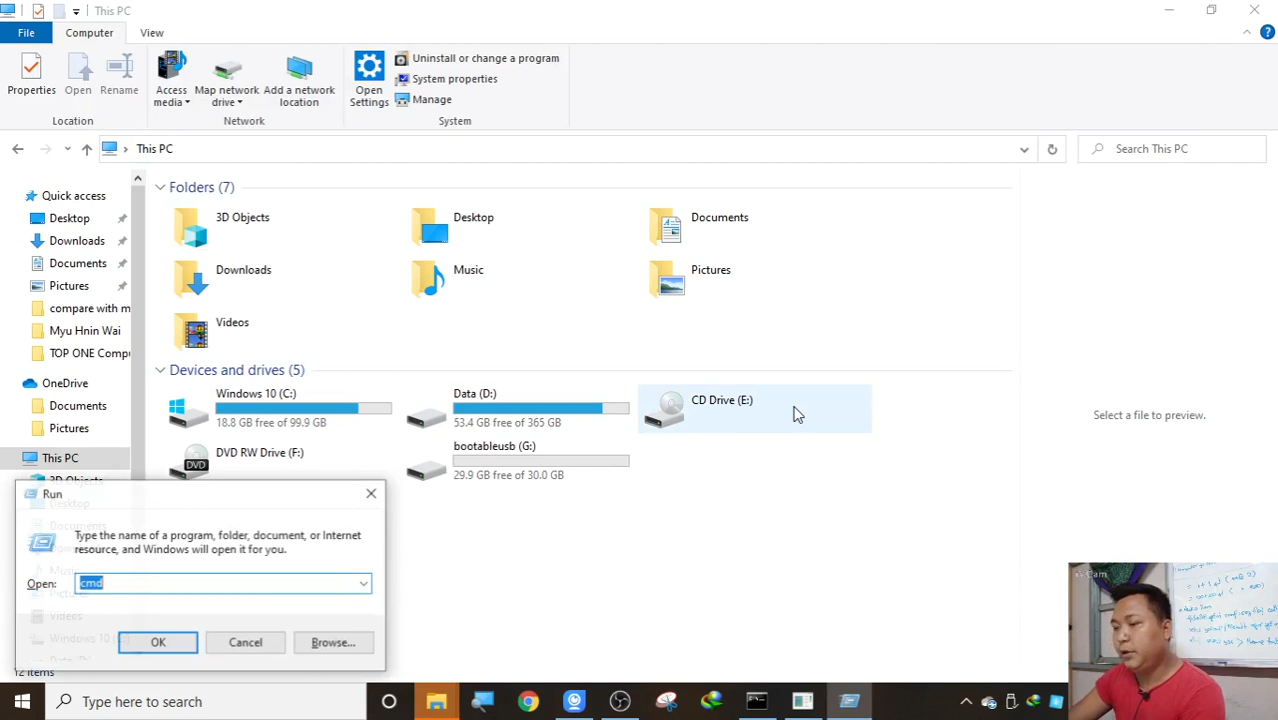 This PC
File
Computer
View
Properties
Open
Rename
Access media
Map network drive
Add a network location
Open Settings
Uninstall or change a program
System properties
Manage
Location
Network
System
This PC
Search This PC
Quick access
Desktop
Downloads
Documents
Pictures
compare with m
Myu Hnin Wai
TOP ONE Compu
OneDrive
Documents
Pictures
This PC
3D Objects
Desktop
Documents
Videos
Windows 10 (C:)
12 items
Folders (7)
3D Objects
Desktop
Documents
Downloads
Music
Pictures
Videos
Devices and drives (5)
Windows 10 (C:)
18.8 GB free of 99.9 GB
Data (D:)
53.4 GB free of 365 GB
CD Drive (E:)
DVD RW Drive (F:)
DVD
bootableusb (G:)
29.9 GB free of 30.0 GB
Select a file to preview.
Run
Type the name of a program, folder, document, or Internet
resource, and Windows will open it for you.
Open:
cmd
OK
Cancel
Browse...
Type here to search